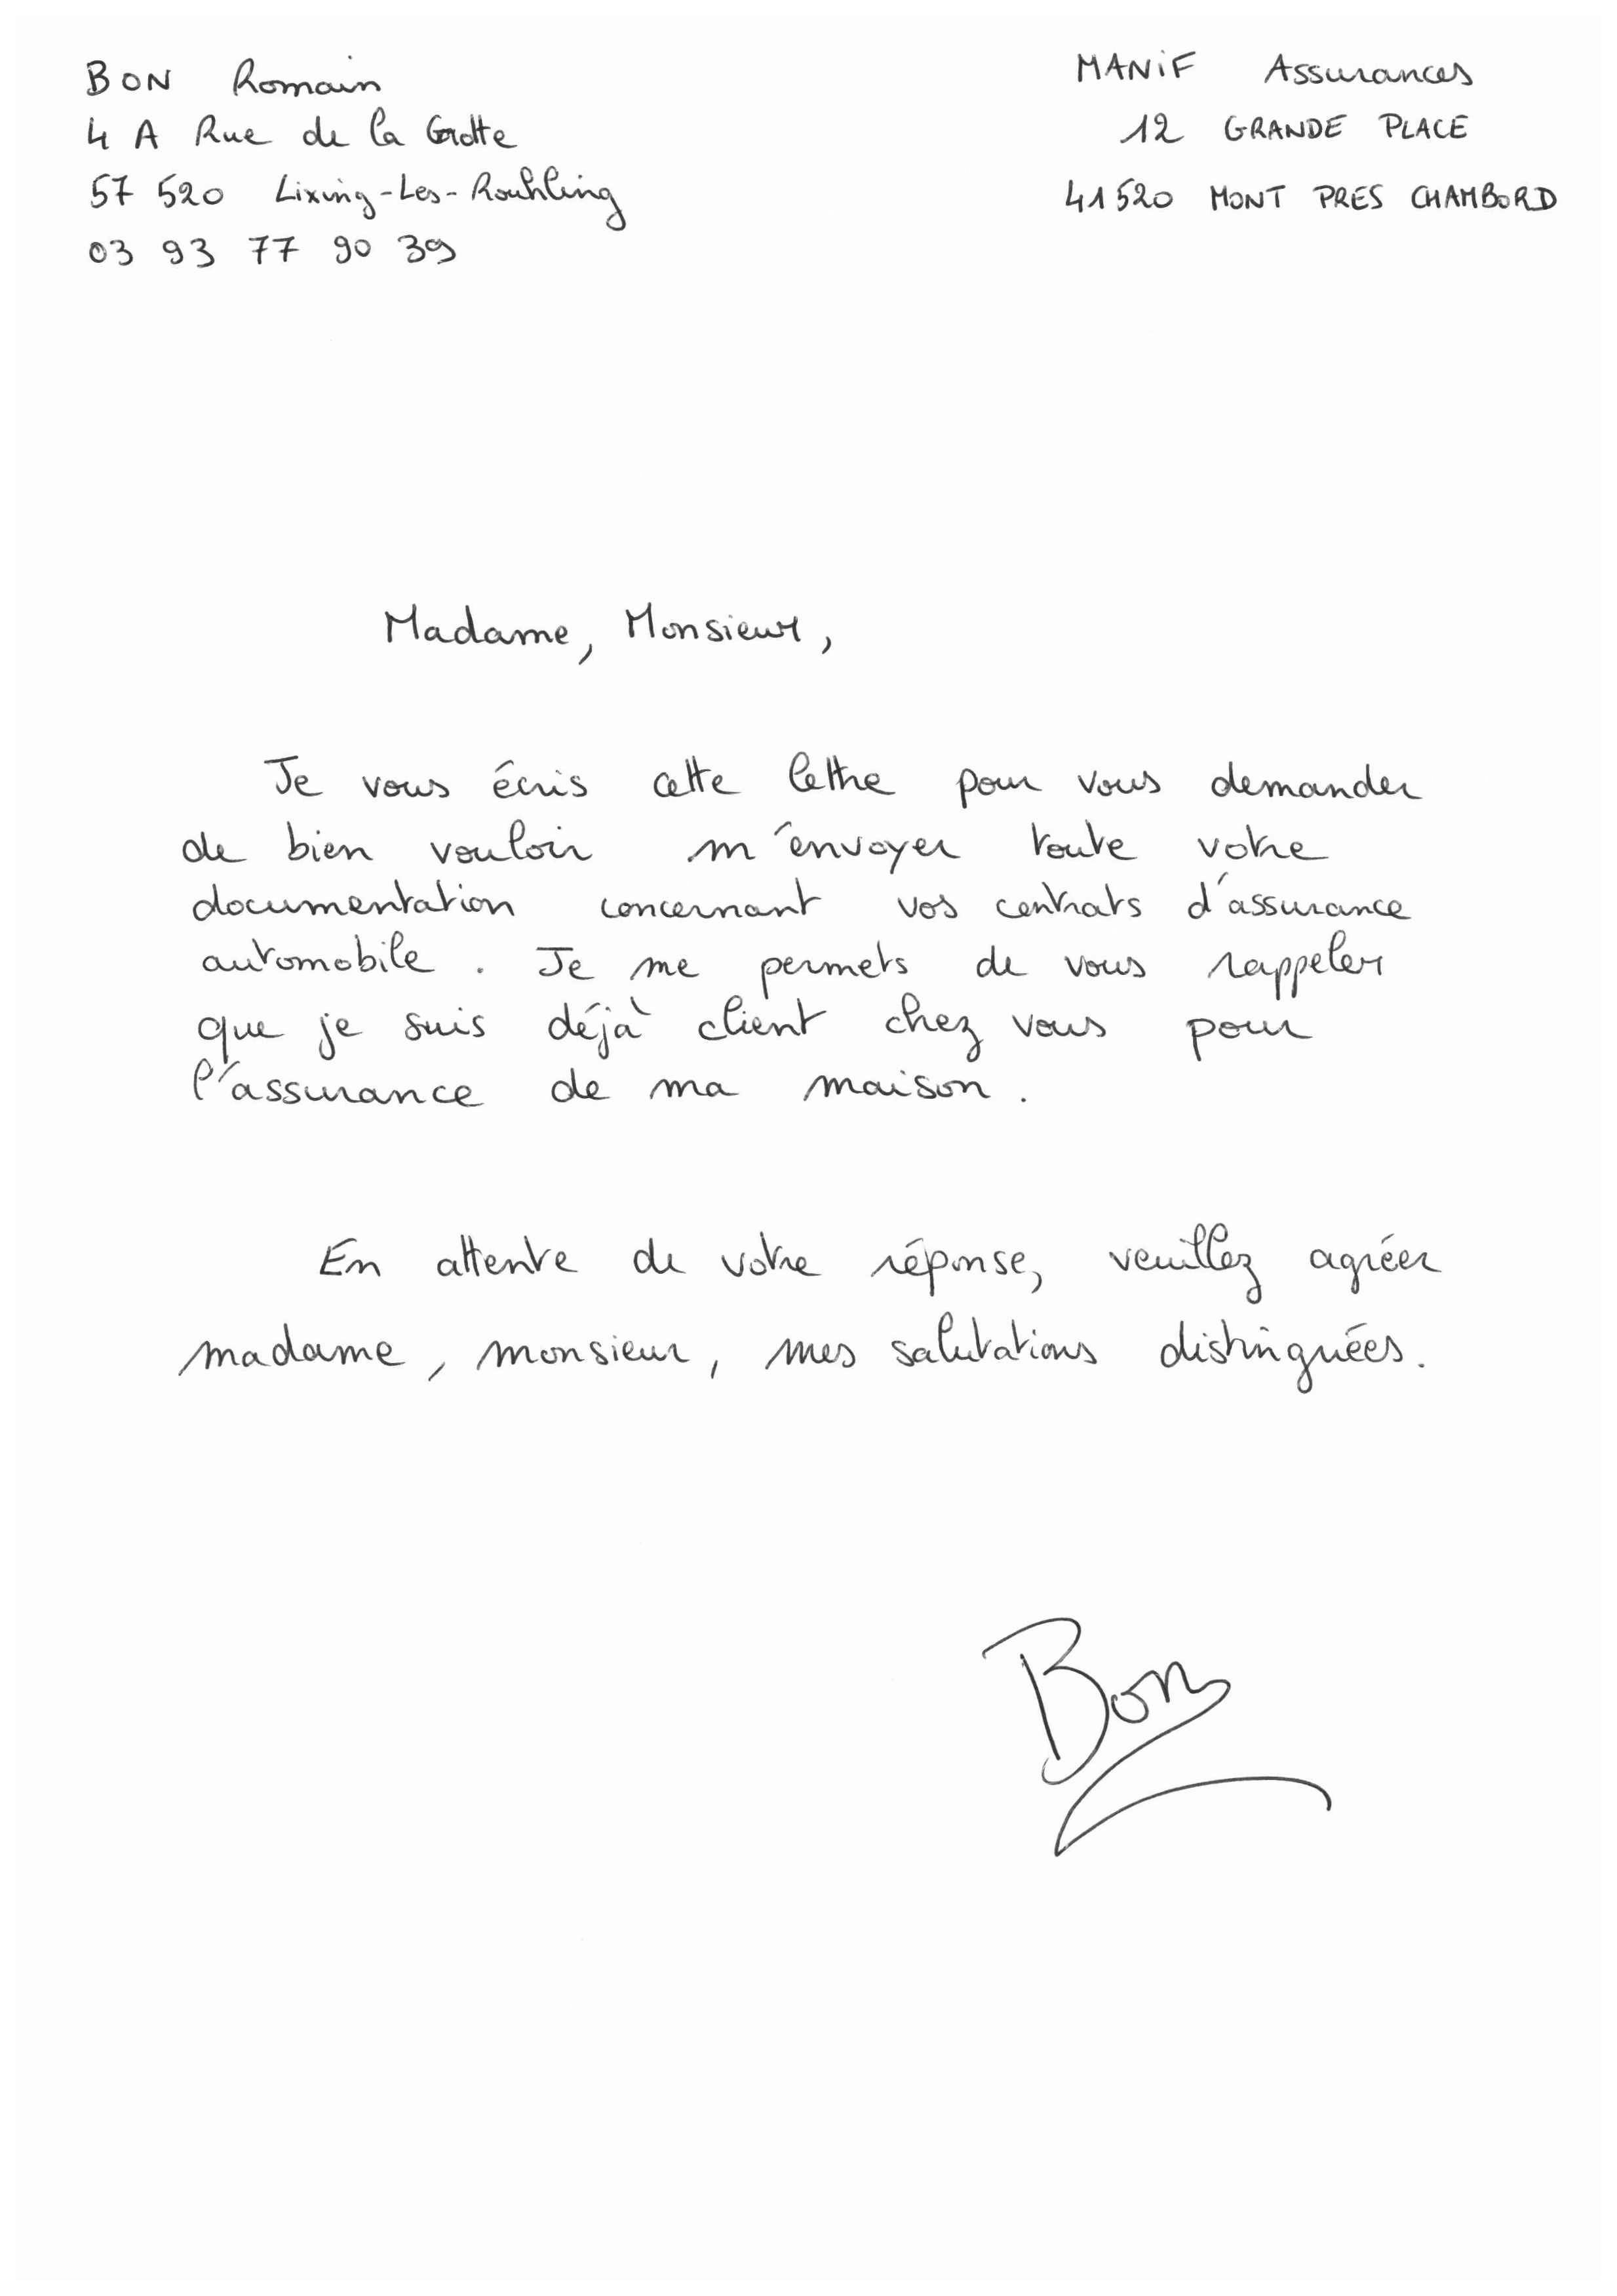 BON Romain
4 A Rue de la Grotte
57 520 Lixing-Les-Rouhling
03 93 77 90 39
MANiF Assurances
12 GRANDE PLACE
41520 MONT PRES CHAMBORD
Madame, Monsieur,
Je vous écris cette lettre pour vous demander
de bien vouloir m'envoyer toute votre
documentation concernant vos contrats d'assurance
automobile. Je me permets de vous rappeler
que je suis déjà client chez vous pour
l'assurance de ma maison.
En attente de votre réponse, veuillez agréer
madame, monsieur, mes salutations distinguées.
Bon